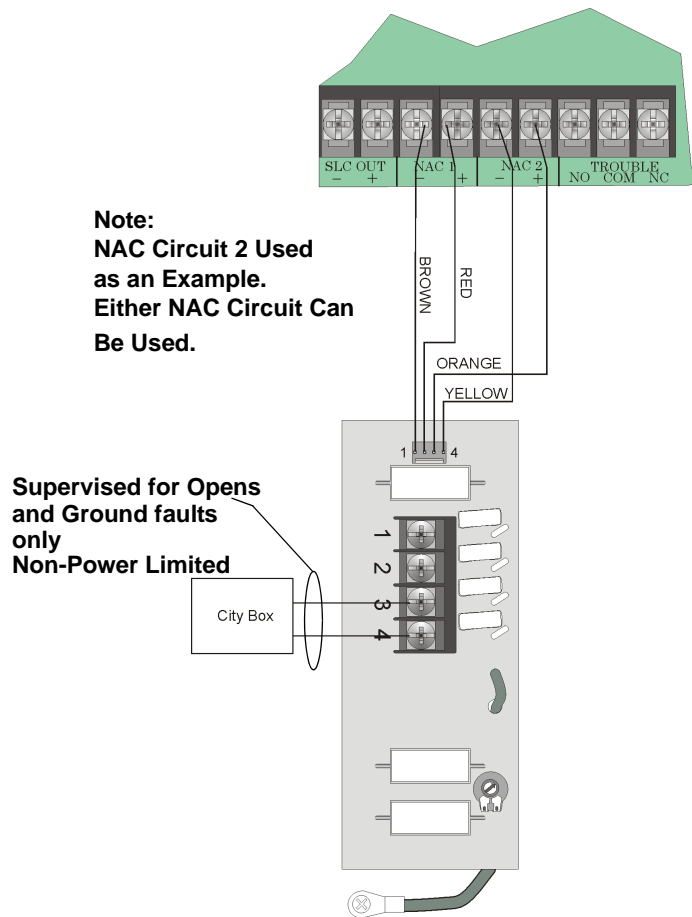 SLC OUT NAC 1 NAC 2 TROUBLE
− + − + − + NO COM NC
Note:
NAC Circuit 2 Used
as an Example.
Either NAC Circuit Can
Be Used.
BROWN
RED
ORANGE
YELLOW
1 4
Supervised for Opens
and Ground faults
only
Non-Power Limited
City Box
1
2
3
4